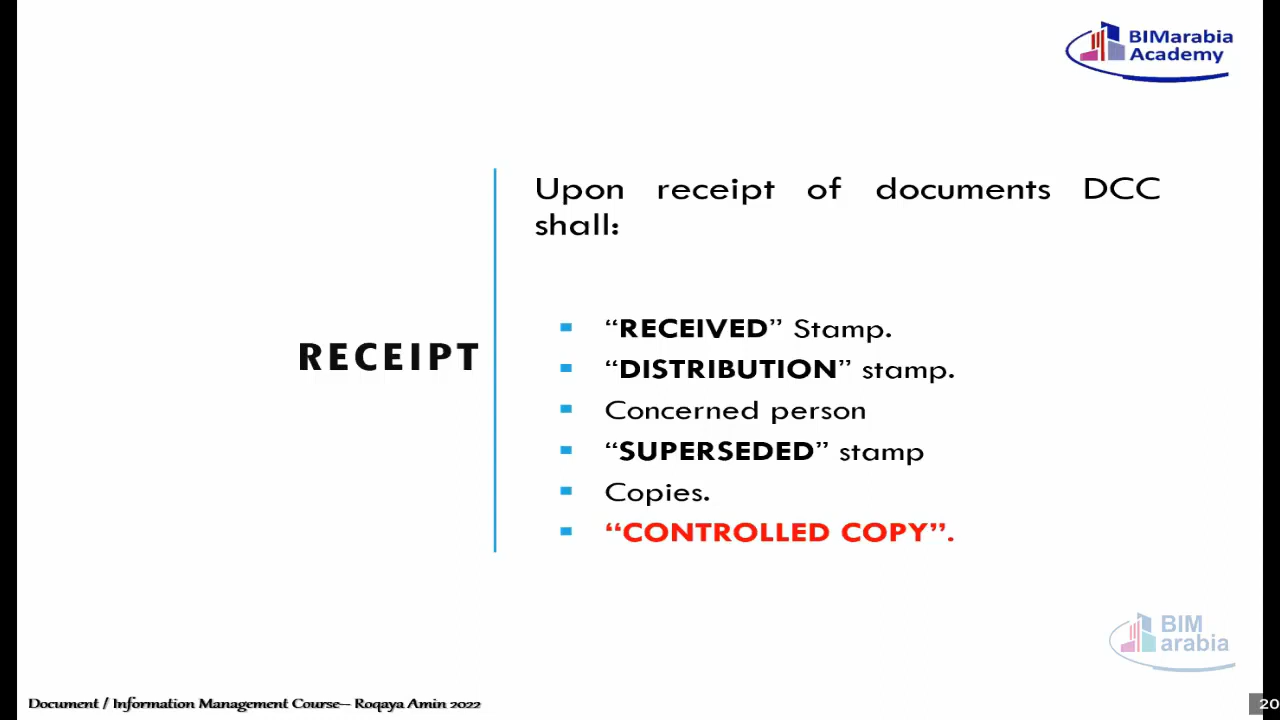 BIMarabia
Academy
Upon receipt of documents DCC
shall:
RECEIPT
“RECEIVED” Stamp.
“DISTRIBUTION” stamp.
Concerned person
“SUPERSEDED” stamp
Copies.
“CONTROLLED COPY”.
BIM
arabia
Document / Information Management Course-- Roqaya Amin 2022
20